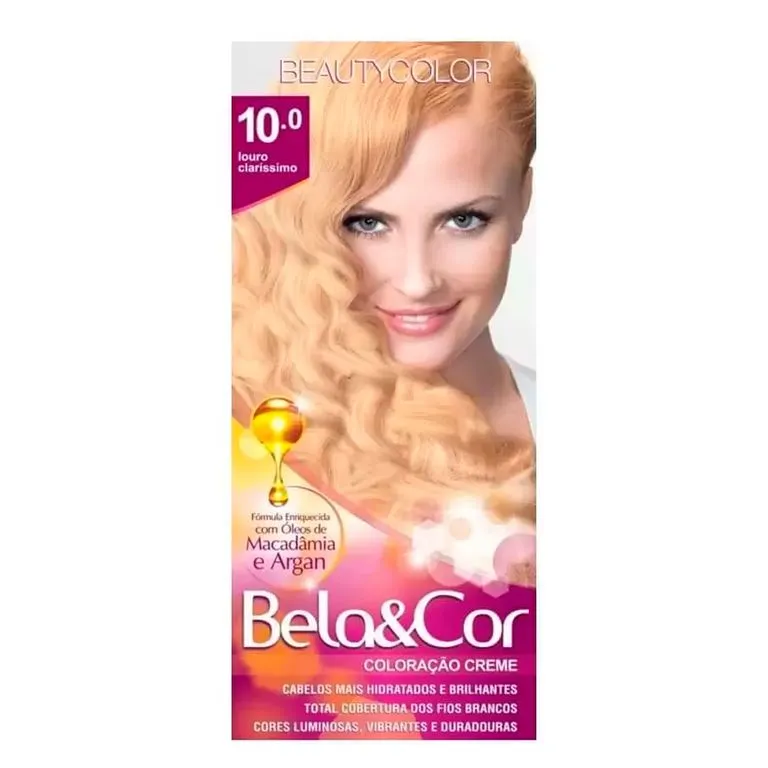 BEAUTYCOLOR
10.0
louro
claríssimo
Fórmula Enriquecida
com Óleos de
Macadâmia
e Argan
Bela&Cor
COLORAÇÃO CREME
CABELOS MAIS HIDRATADOS E BRILHANTES
TOTAL COBERTURA DOS FIOS BRANCOS
CORES LUMINOSAS, VIBRANTES E DURADOURAS